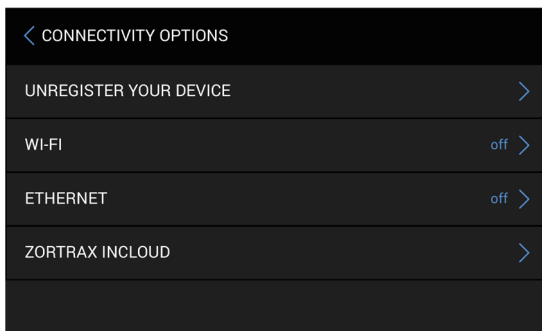 CONNECTIVITY OPTIONS
UNREGISTER YOUR DEVICE
WI-FI off
ETHERNET off
ZORTRAX INCLOUD